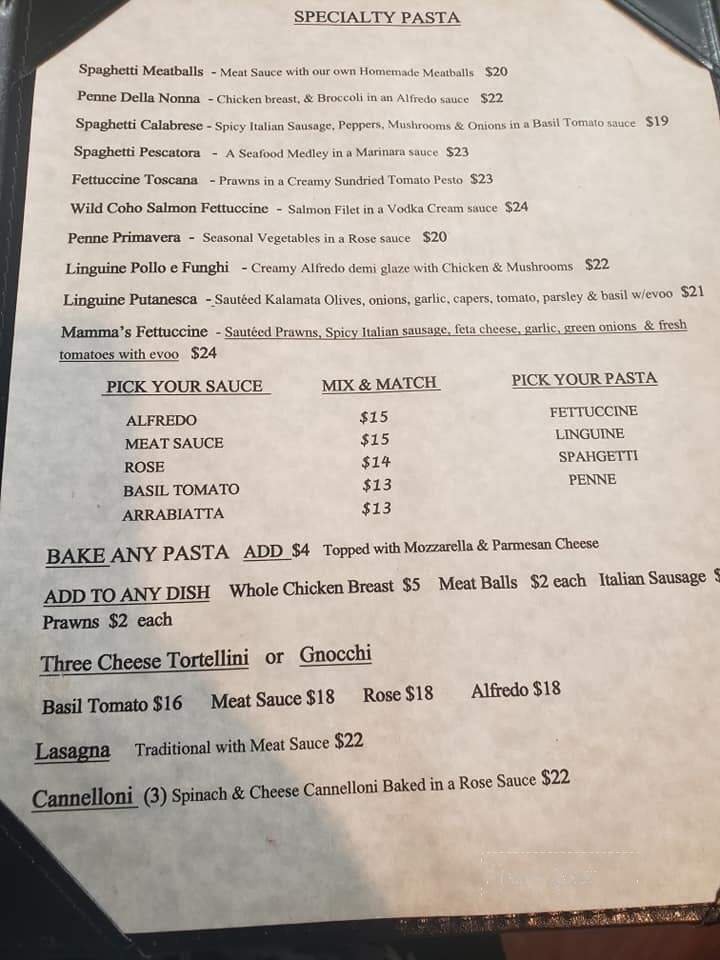 SPECIALTY PASTA
Spaghetti Meatballs - Meat Sauce with our own Homemade Meatballs $20
Penne Della Nonna - Chicken breast, & Broccoli in an Alfredo sauce $22
Spaghetti Calabrese - Spicy Italian Sausage, Peppers, Mushrooms & Onions in a Basil Tomato sauce $19
Spaghetti Pescatora - A Seafood Medley in a Marinara sauce $23
Fettuccine Toscana - Prawns in a Creamy Sundried Tomato Pesto $23
Wild Coho Salmon Fettuccine - Salmon Filet in a Vodka Cream sauce $24
Penne Primavera - Seasonal Vegetables in a Rose sauce $20
Linguine Pollo e Funghi - Creamy Alfredo demi glaze with Chicken & Mushrooms $22
Linguine Putanesca - Sautéed Kalamata Olives, onions, garlic, capers, tomato, parsley & basil w/evoo $21
Mamma's Fettuccine - Sautéed Prawns, Spicy Italian sausage, feta cheese, garlic, green onions & fresh
tomatoes with evoo $24
PICK YOUR SAUCE MIX & MATCH PICK YOUR PASTA
ALFREDO $15 FETTUCCINE
MEAT SAUCE $15 LINGUINE
ROSE $14 SPAHGETTI
BASIL TOMATO $13 PENNE
ARRABIATTA $13
BAKE ANY PASTA ADD $4 Topped with Mozzarella & Parmesan Cheese
ADD TO ANY DISH Whole Chicken Breast $5 Meat Balls $2 each Italian Sausage $
Prawns $2 each
Three Cheese Tortellini or Gnocchi
Basil Tomato $16 Meat Sauce $18 Rose $18 Alfredo $18
Lasagna Traditional with Meat Sauce $22
Cannelloni (3) Spinach & Cheese Cannelloni Baked in a Rose Sauce $22